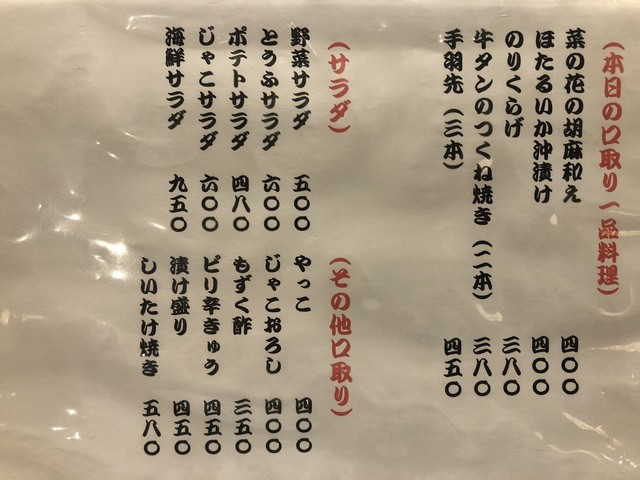 (本日の口取り一品料理)
菜の花の胡麻和え 四〇〇
ほたるいか沖漬け 四〇〇
のりくらげ 三八〇
牛タンのつくね焼き(二本) 三八〇
手羽先(三本) 四五〇
(サラダ)
野菜サラダ 五〇〇
とうふサラダ 六〇〇
ポテトサラダ 四八〇
じゃこサラダ 六〇〇
海鮮サラダ 九五〇
(その他口取り)
やっこ 四〇〇
じゃこおろし 四〇〇
もずく酢 三五〇
ピリ辛きゅう 四五〇
漬け盛り 四五〇
しいたけ焼き 五八〇